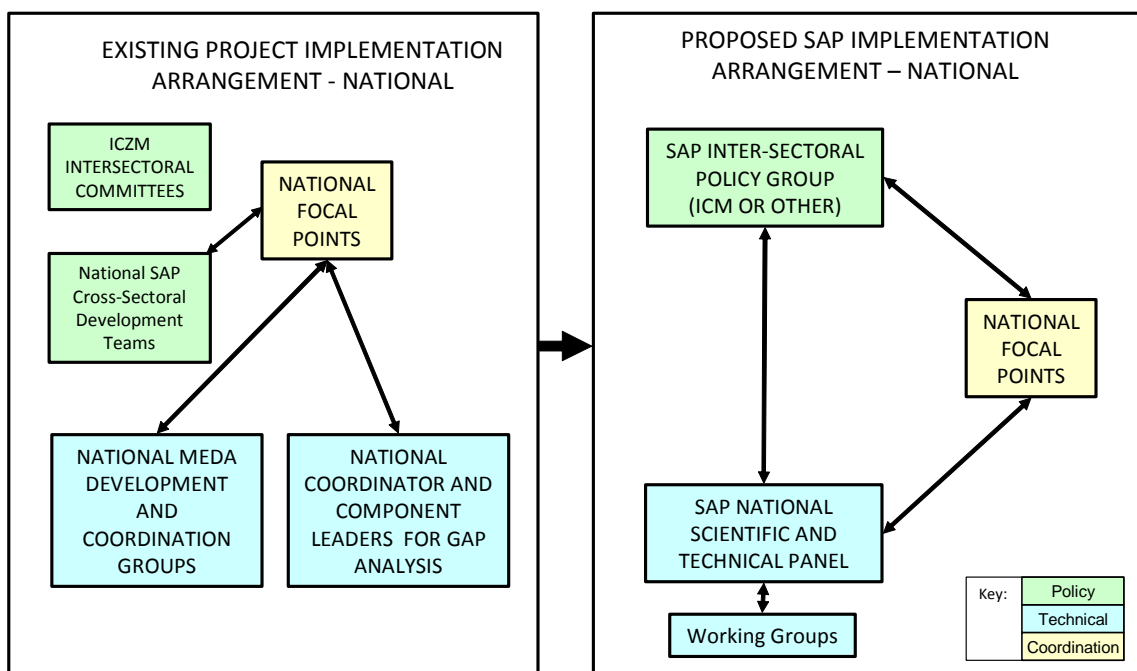 EXISTING PROJECT IMPLEMENTATION
ARRANGEMENT - NATIONAL
ICZM
INTERSECTORAL
COMMITTEES
NATIONAL
FOCAL
POINTS
National SAP
Cross-Sectoral
Development
Teams
NATIONAL MEDA
DEVELOPMENT
AND
COORDINATION
GROUPS
NATIONAL
COORDINATOR AND
COMPONENT
LEADERS FOR GAP
ANALYSIS
PROPOSED SAP IMPLEMENTATION
ARRANGEMENT – NATIONAL
SAP INTER-SECTORAL
POLICY GROUP
(ICM OR OTHER)
NATIONAL
FOCAL
POINTS
SAP NATIONAL
SCIENTIFIC AND
TECHNICAL PANEL
Working Groups
Key:
Policy
Technical
Coordination